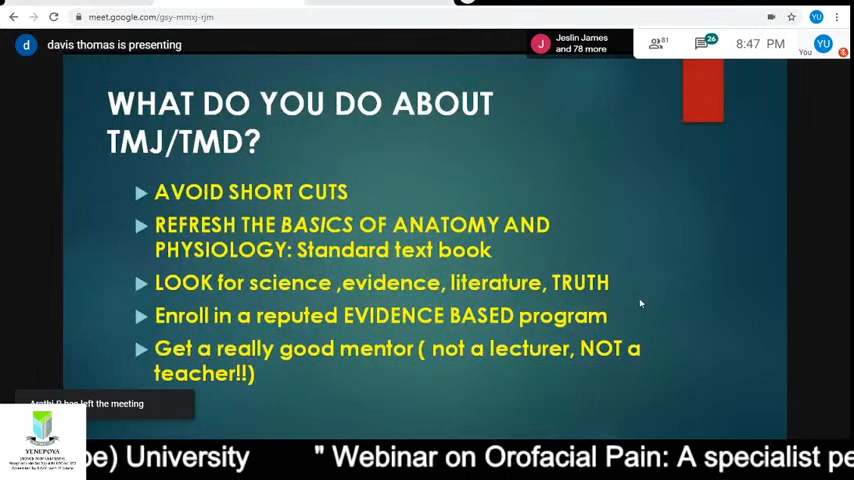 meet.google.com/gsy-mmxj-rjm
YU
d
davis thomas is presenting
J
Jeslin James
and 78 more
81
26
8:47 PM
YU
You
WHAT DO YOU DO ABOUT
TMJ/TMD?
AVOID SHORT CUTS
REFRESH THE BASICS OF ANATOMY AND
PHYSIOLOGY: Standard text book
LOOK for science ,evidence, literature, TRUTH
Enroll in a reputed EVIDENCE BASED program
Get a really good mentor ( not a lecturer, NOT a
teacher!!)
left the meeting
YENEPOYA
be) University " Webinar on Orofacial Pain: A specialist pe